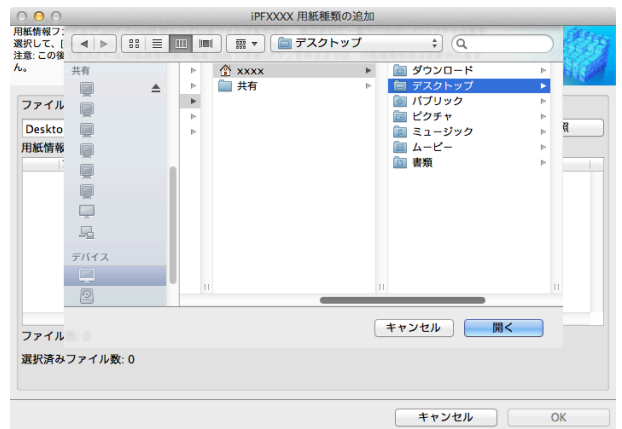 iPFXXXX 用紙種類の追加
用紙情報フ
選択して、[
注意: この後
ん。
デスクトップ
共有
デバイス
xxxx
共有
ダウンロード
デスクトップ
パブリック
ピクチャ
ミュージック
ムービー
書類
ファイル
Deskto
照
用紙情報
キャンセル
開く
ファイル
選択済みファイル数: 0
キャンセル
OK